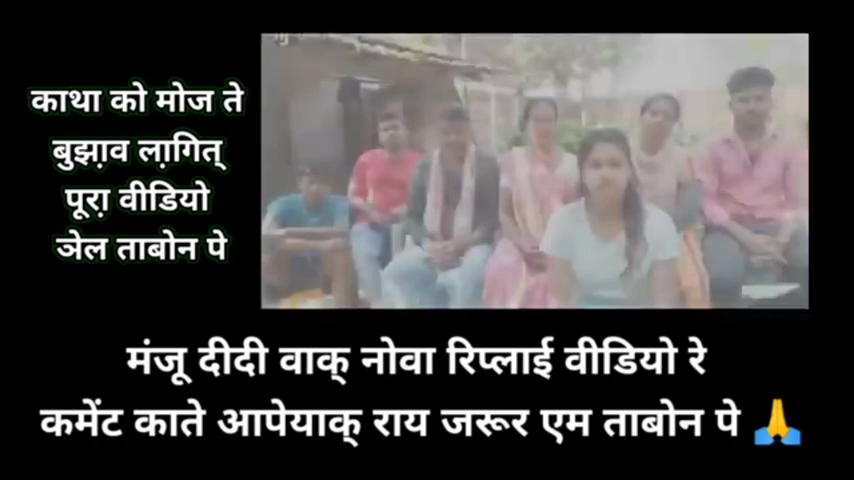 काथा को मोज ते
बुझा़व ला़गित्
पूरा़ वीडियो
ञेल ताबोन पे
मंजू दीदी वाक् नोवा रिप्लाई वीडियो रे
कमेंट काते आपेयाक् राय जरूर एम ताबोन पे 🙏